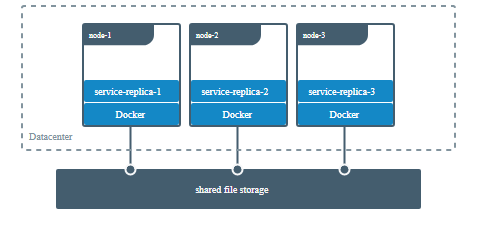 node-1
node-2
node-3
service-replica-1
service-replica-2
service-replica-3
Docker
Docker
Docker
Datacenter
shared file storage